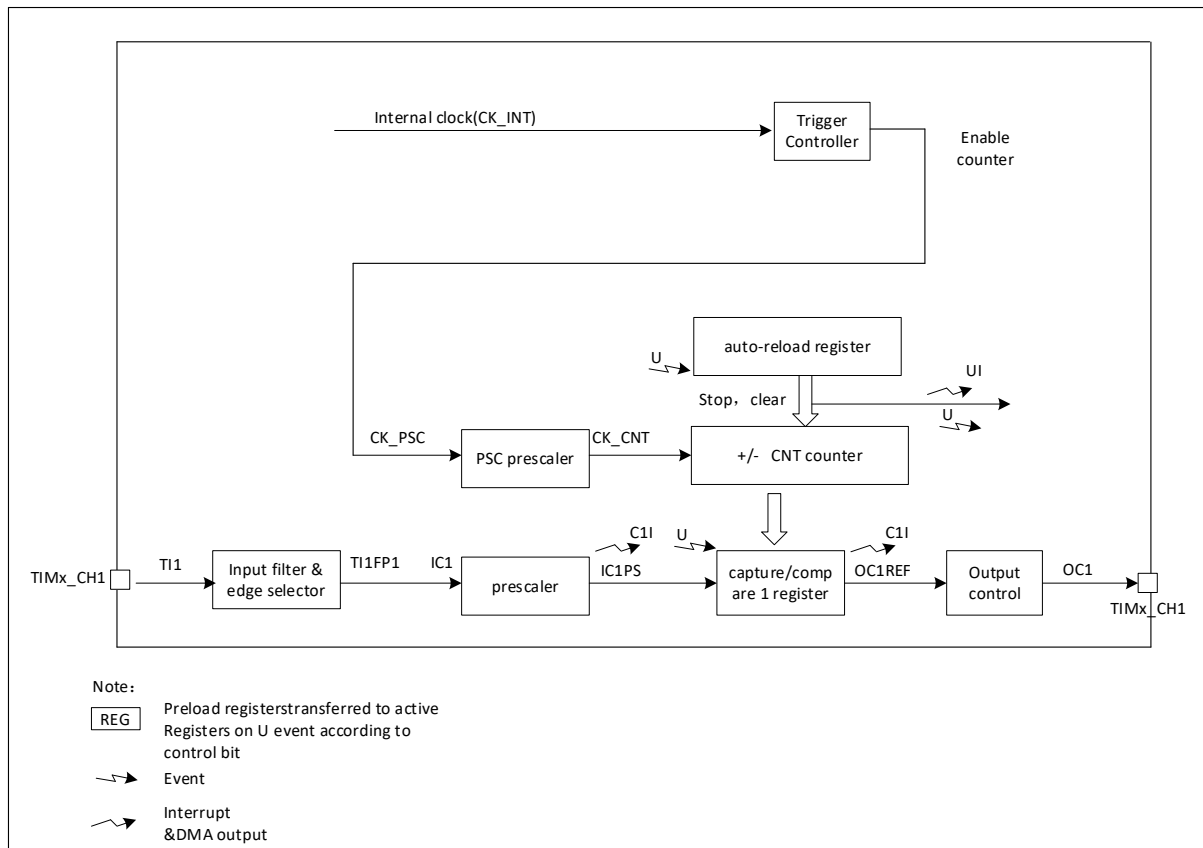 Internal clock(CK_INT)
Trigger
Controller
Enable
counter
auto-reload register
U
UI
Stop，clear
U
CK_PSC
CK_CNT
PSC prescaler
+/- CNT counter
C1I
U
C1I
TI1
TI1FP1
IC1
IC1PS
OC1REF
OC1
TIMx_CH1
Input filter &
edge selector
prescaler
capture/comp
are 1 register
Output
control
TIMx_CH1
Note：
REG
Preload registerstransferred to active
Registers on U event according to
control bit
Event
Interrupt
&DMA output